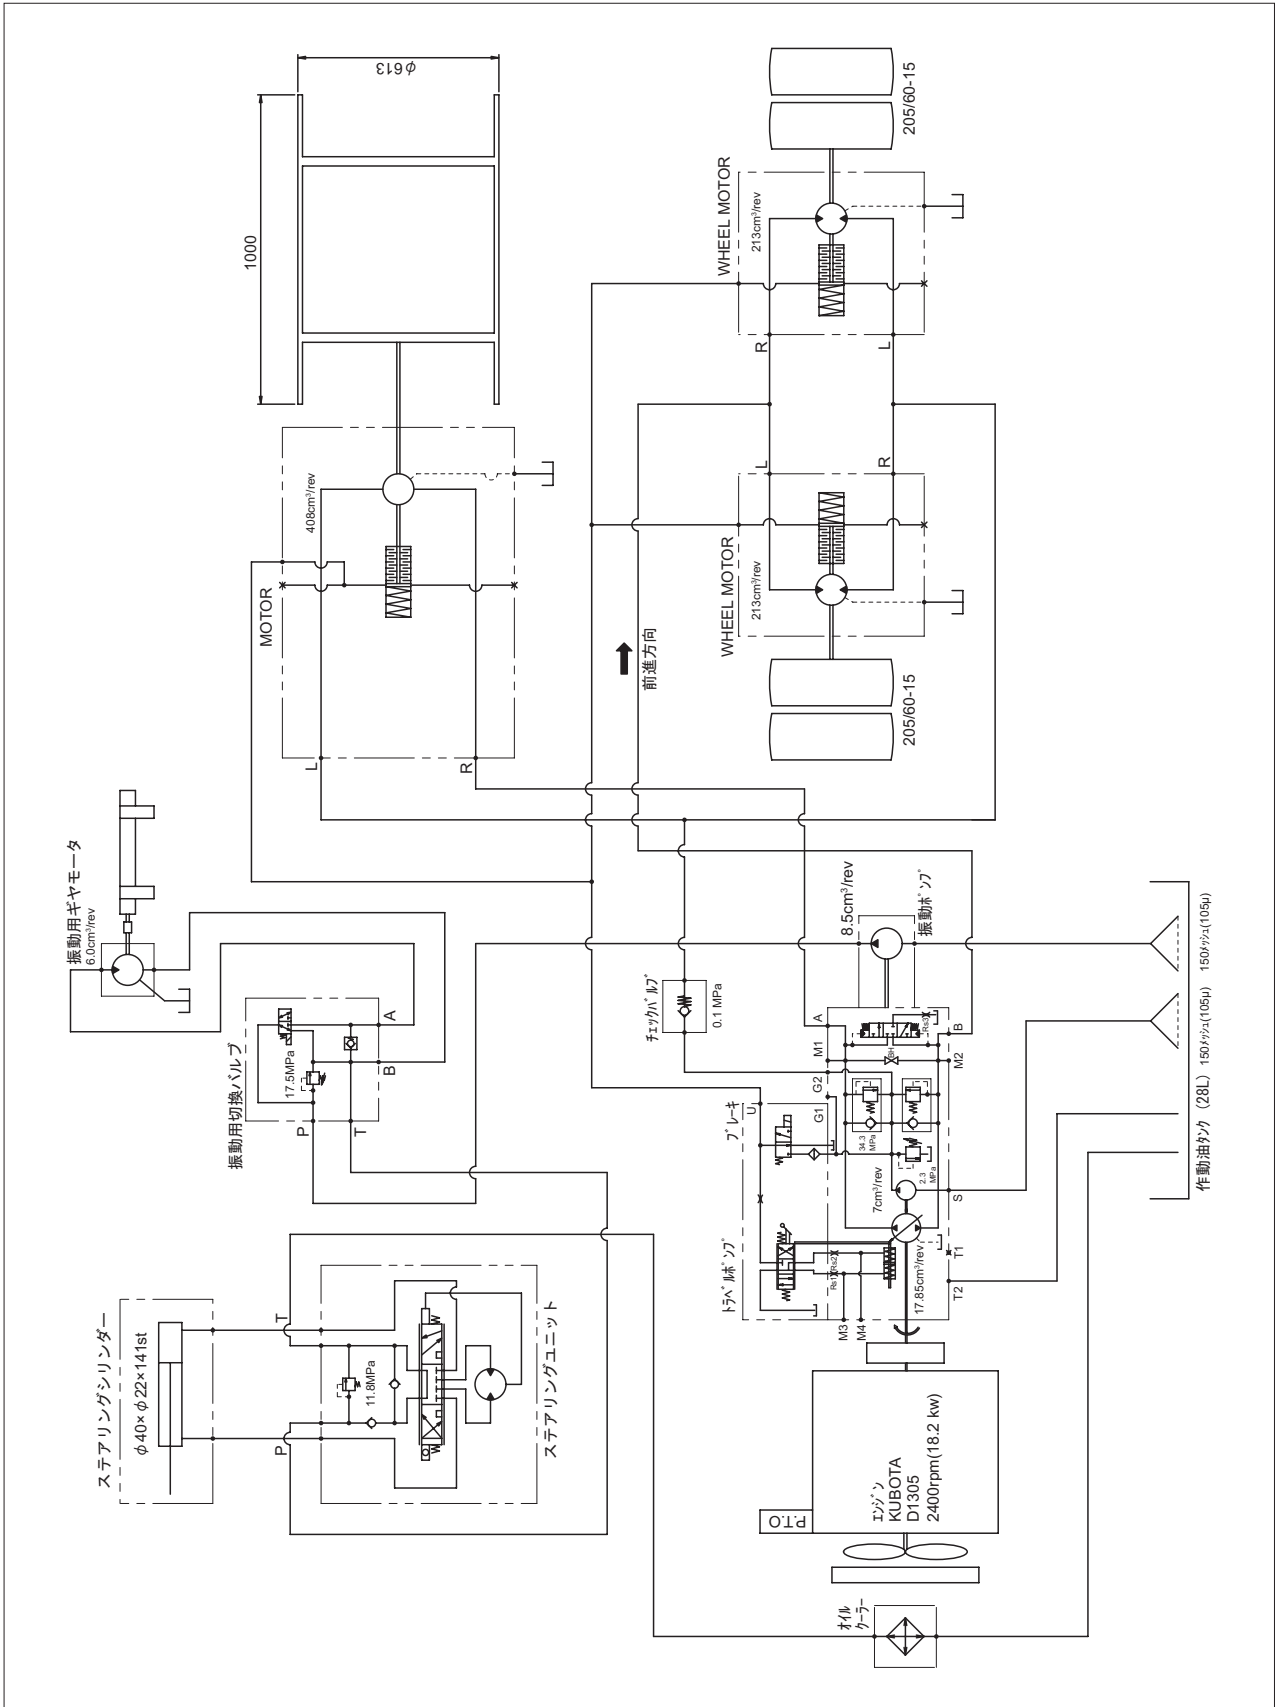 ステアリングシリンダー
φ40×φ22×141st
P
T
11.8MPa
ステアリングユニット
オイル
クーラー
P.T.O
エンジン
KUBOTA
D1305
2400rpm(18.2 kw)
振動用切換バルブ
17.5MPa
P
T
B
A
振動用ギヤモータ
6.0cm³/rev
トラベルポンプ
ブレーキ
U
G1
G2
M1
A
Rs1
Rs2
M3
M4
17.85cm³/rev
7cm³/rev
34.3
MPa
2.3
MPa
BH
Rs3
T2
T1
S
M2
B
チェックバルブ
0.1 MPa
8.5cm³/rev
振動ポンプ
作動油タンク (28L)
150メッシュ(105μ)
150メッシュ(105μ)
MOTOR
408cm³/rev
L
R
1000
φ613
前進方向
WHEEL MOTOR
213cm³/rev
L
R
205/60-15
WHEEL MOTOR
213cm³/rev
R
L
205/60-15